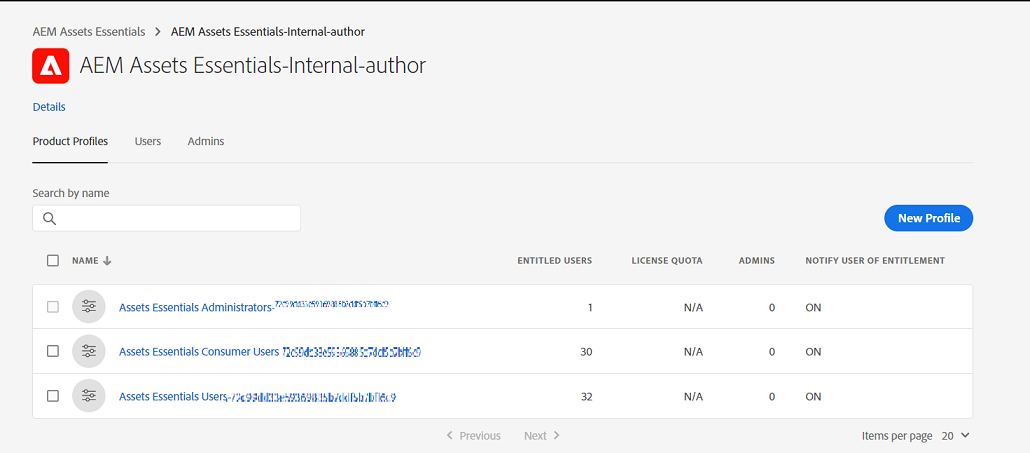 AEM Assets Essentials > AEM Assets Essentials-Internal-author
AEM Assets Essentials-Internal-author
Details
Product Profiles Users Admins
Search by name
New Profile
NAME ENTITLED USERS LICENSE QUOTA ADMINS NOTIFY USER OF ENTITLEMENT
Assets Essentials Administrators- 1 N/A 0 ON
Assets Essentials Consumer Users 30 N/A 0 ON
Assets Essentials Users 32 N/A 0 ON
Previous Next Items per page 20